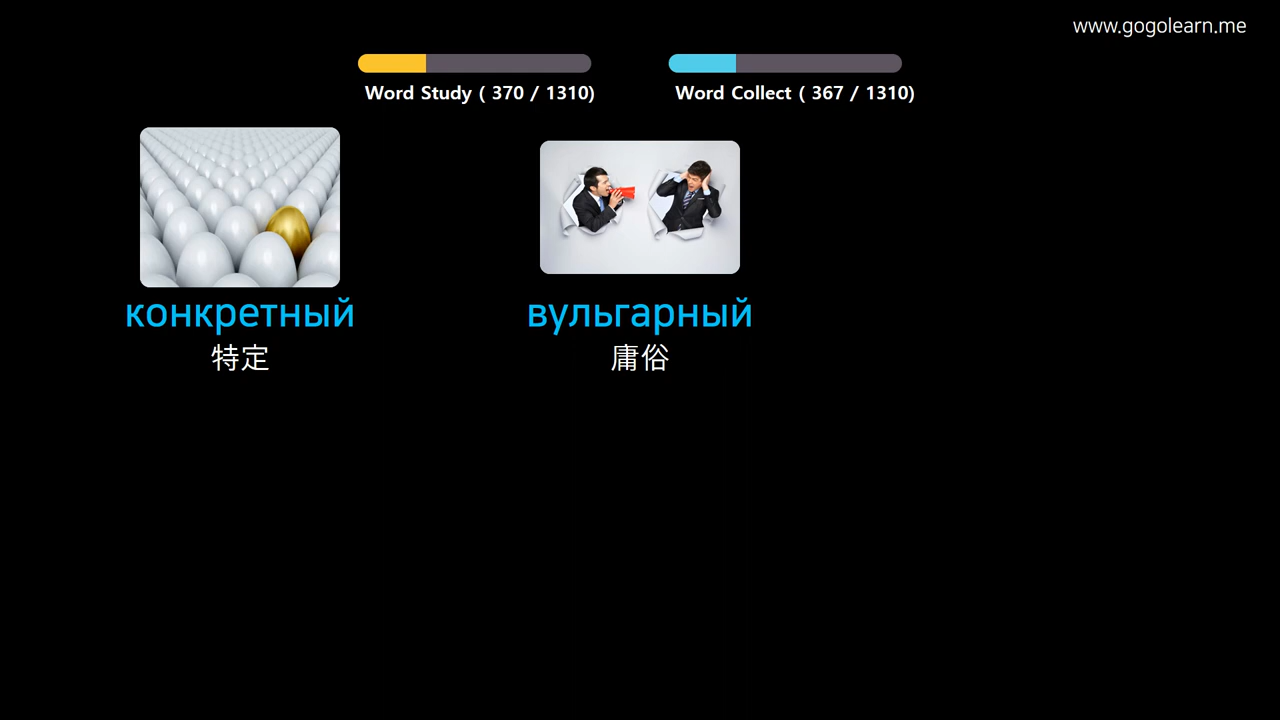 www.gogolearn.me
Word Study ( 370 / 1310)
Word Collect ( 367 / 1310)
конкретный
特定
вульгарный
庸俗